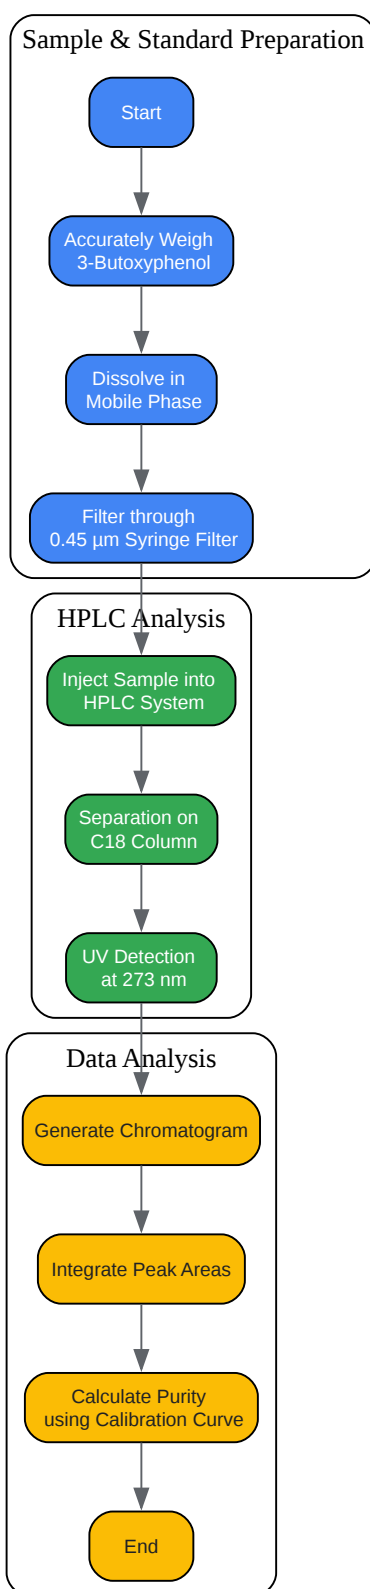 Sample & Standard Preparation
Start
Accurately Weigh
3-Butoxyphenol
Dissolve in
Mobile Phase
Filter through
0.45 µm Syringe Filter
HPLC Analysis
Inject Sample into
HPLC System
Separation on
C18 Column
UV Detection
at 273 nm
Data Analysis
Generate Chromatogram
Integrate Peak Areas
Calculate Purity
using Calibration Curve
End